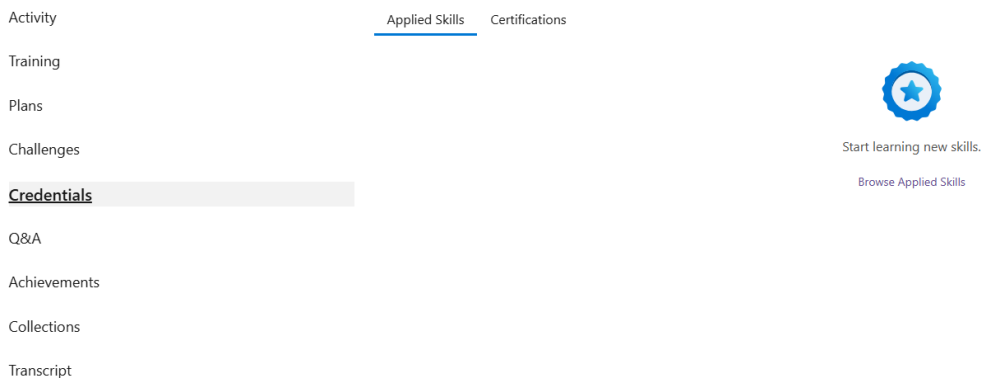 Activity
Training
Plans
Challenges
Credentials
Q&A
Achievements
Collections
Transcript
Applied Skills
Certifications
Start learning new skills.
Browse Applied Skills